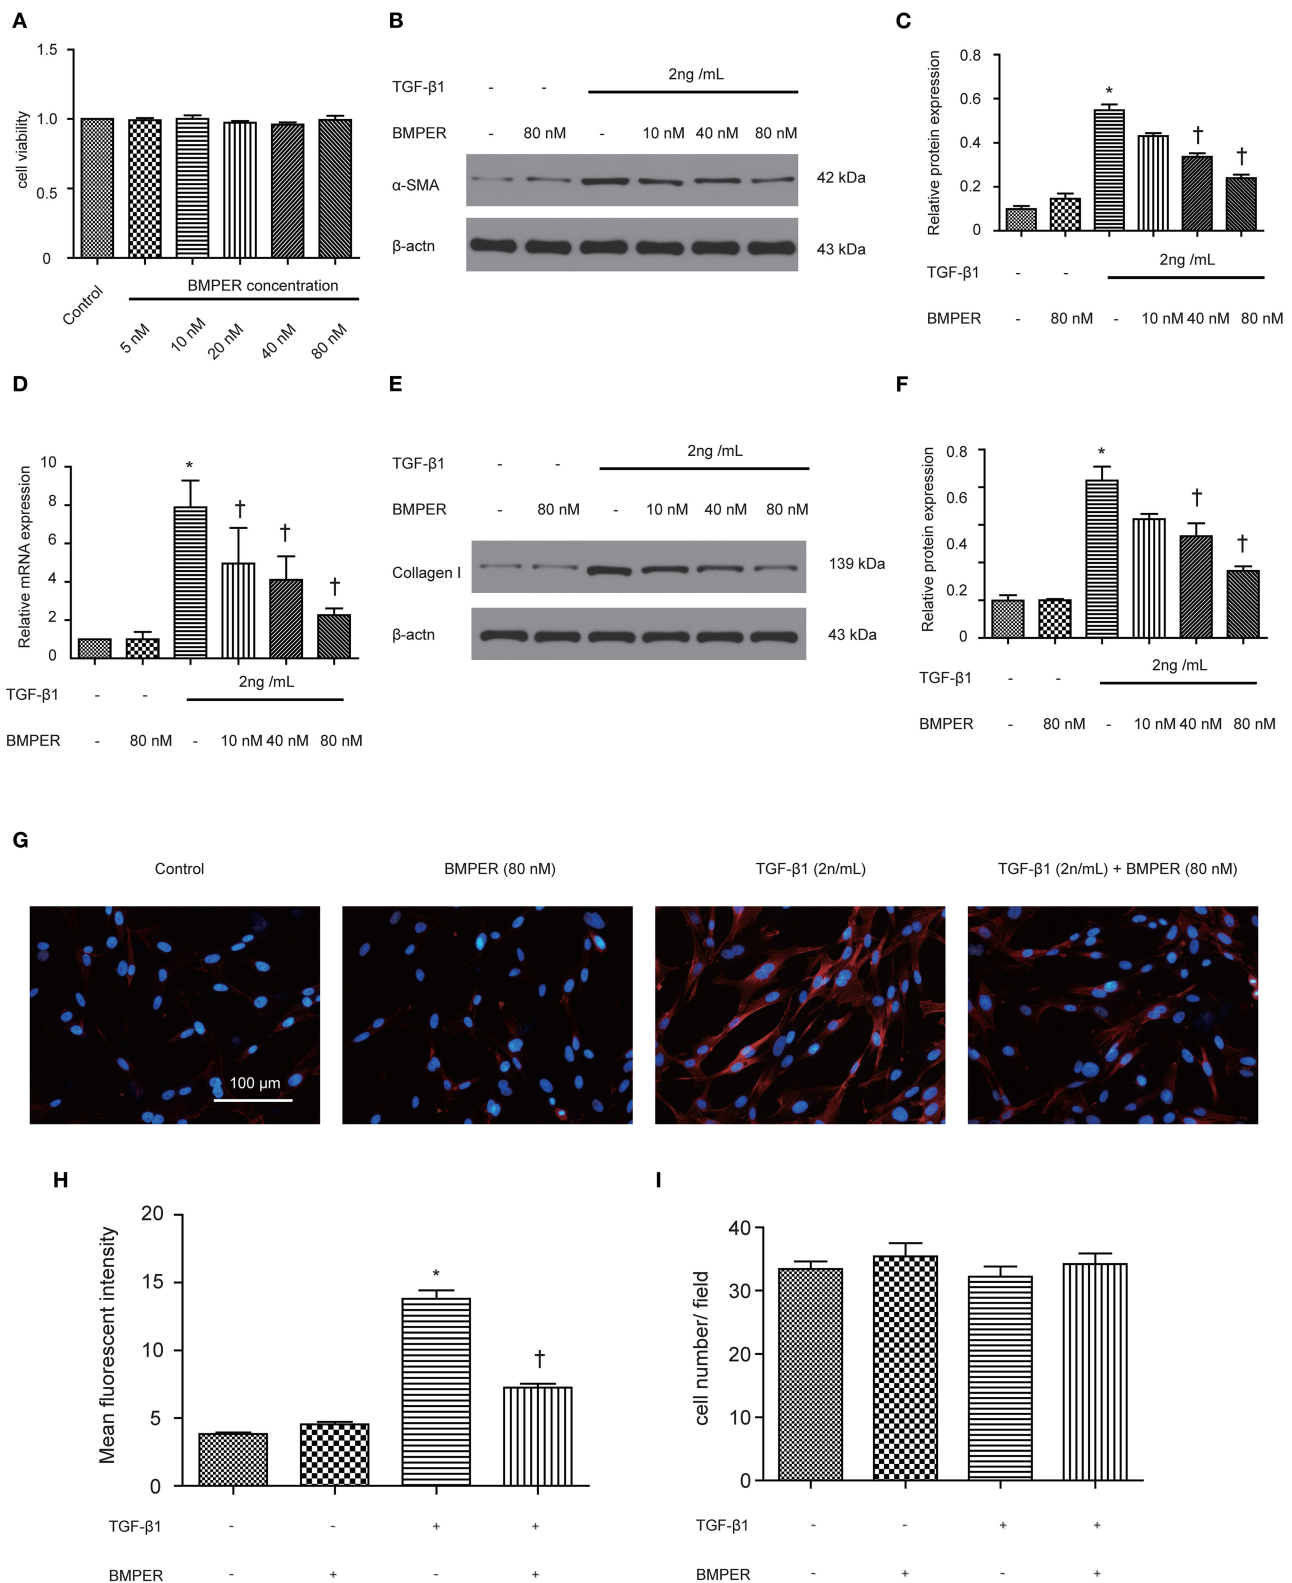 A
1.5
1.0
0.5
0
cell viability
Control
BMPER concentration
5 nM
10 nM
20 nM
40 nM
80 nM
B
2ng /mL
TGF-β1 - -
BMPER - 80 nM - 10 nM 40 nM 80 nM
α-SMA 42 kDa
β-actn 43 kDa
C
0.8
0.6
0.4
0.2
0
Relative protein expression
*
†
†
2ng /mL
TGF-β1 - -
BMPER - 80 nM - 10 nM 40 nM 80 nM
D
10
8
6
4
2
0
Relative mRNA expression
*
†
†
†
2ng /mL
TGF-β1 - -
BMPER - 80 nM - 10 nM 40 nM 80 nM
E
2ng /mL
TGF-β1 - -
BMPER - 80 nM - 10 nM 40 nM 80 nM
Collagen I 139 kDa
β-actn 43 kDa
F
0.8
0.6
0.2
0
Relative protein expression
*
†
†
2ng /mL
TGF-β1 - -
BMPER - 80 nM - 10 nM 40 nM 80 nM
G
Control
BMPER (80 nM)
TGF-β1 (2n/mL)
TGF-β1 (2n/mL) + BMPER (80 nM)
100 μm
H
20
15
10
5
0
Mean fluorescent intensity
*
†
TGF-β1 - - + +
BMPER - + - +
I
40
30
20
10
0
cell number/ field
TGF-β1 - - + +
BMPER - + - +